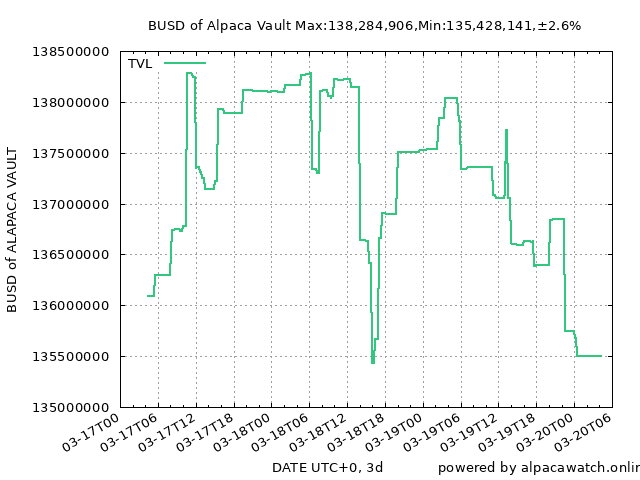 BUSD of Alpaca Vault Max:138,284,906,Min:135,428,141,±2.6%
TVL
138500000
138000000
137500000
137000000
136500000
136000000
135500000
135000000
BUSD of ALAPACA VAULT
03-17T00
03-17T06
03-17T12
03-17T18
03-18T00
03-18T06
03-18T12
03-18T18
03-19T00
03-19T06
03-19T12
03-19T18
03-20T00
03-20T06
DATE UTC+0, 3d
powered by alpacawatch.onlin